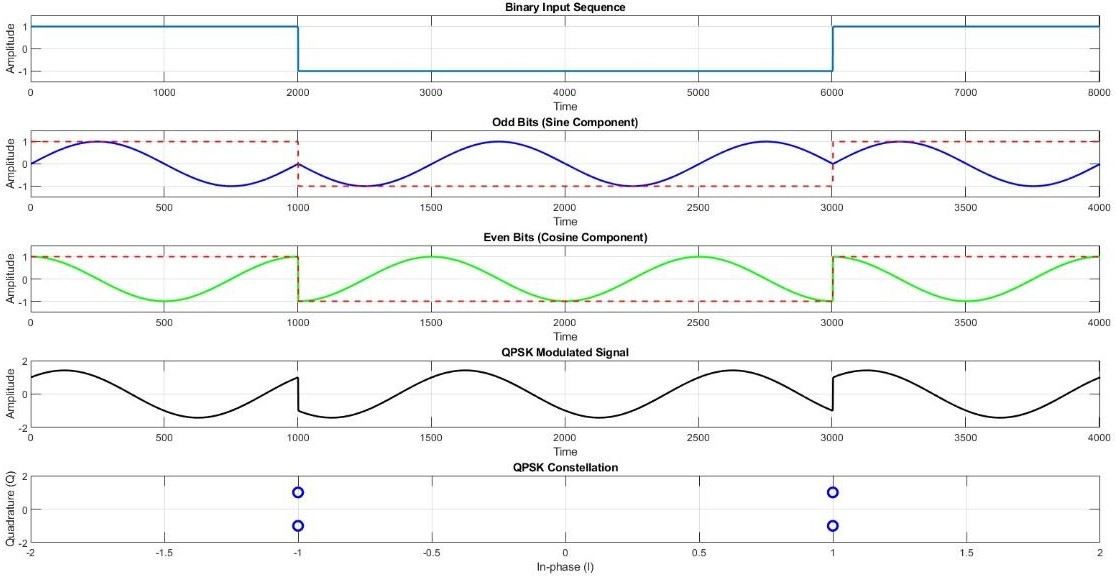 Binary Input Sequence
Amplitude
1
0
-1
0 1000 2000 3000 4000 5000 6000 7000 8000
Time
Odd Bits (Sine Component)
Amplitude
1
0
-1
0 500 1000 1500 2000 2500 3000 3500 4000
Time
Even Bits (Cosine Component)
Amplitude
1
0
-1
0 500 1000 1500 2000 2500 3000 3500 4000
Time
QPSK Modulated Signal
Amplitude
2
0
-2
0 500 1000 1500 2000 2500 3000 3500 4000
Time
QPSK Constellation
Quadrature (Q)
2
0
-2
-2 -1.5 -1 -0.5 0 0.5 1 1.5 2
In-phase (I)